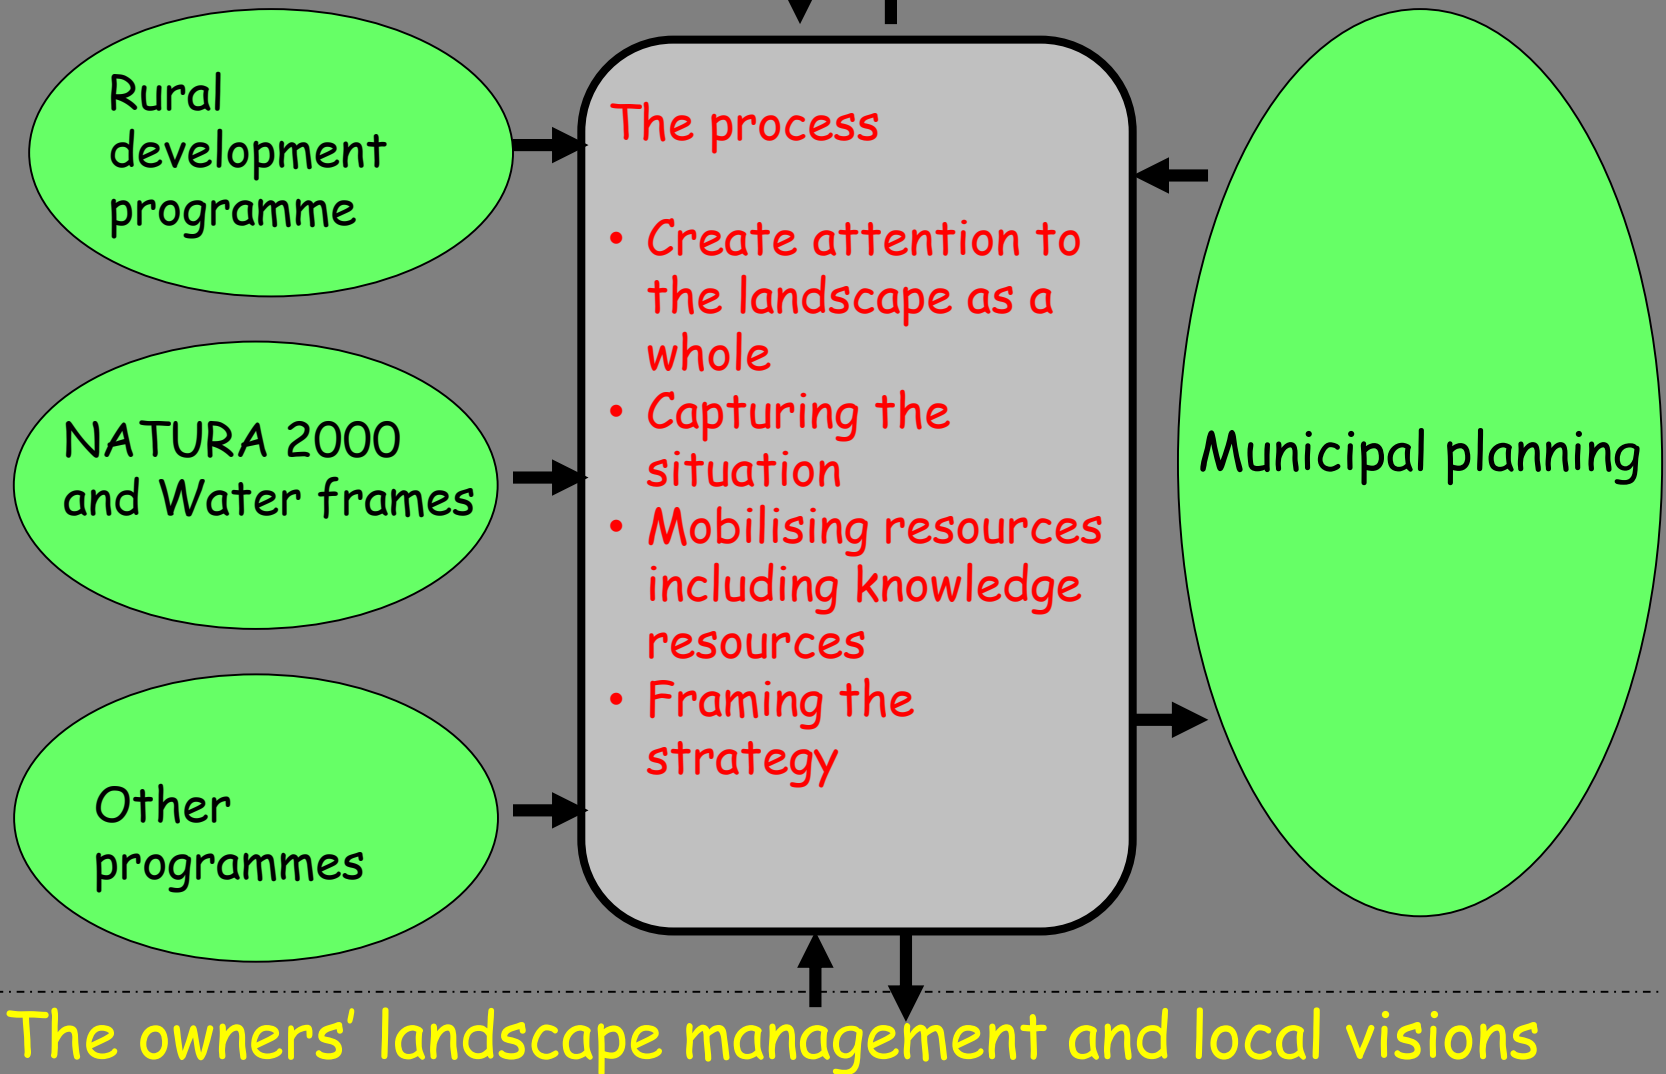 Rural
development
programme
NATURA 2000
and Water frames
Other
programmes
The process
• Create attention to
the landscape as a
whole
• Capturing the
situation
• Mobilising resources
including knowledge
resources
• Framing the
strategy
Municipal planning
The owners’ landscape management and local visions